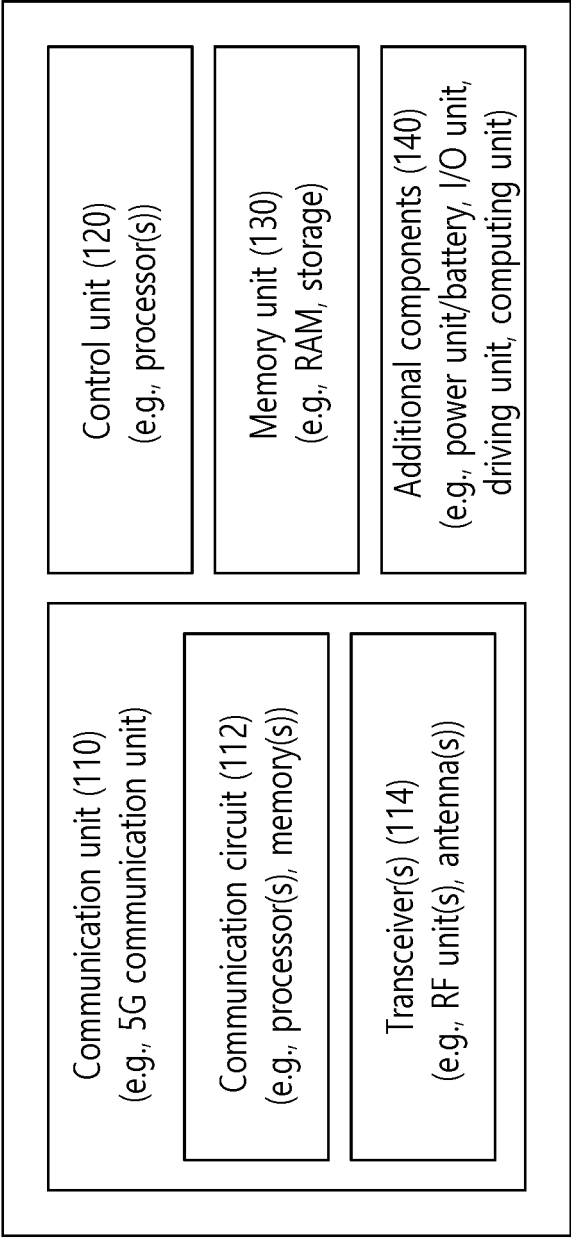 Communication unit (110)
(e.g., 5G communication unit)
Communication circuit (112)
(e.g., processor(s), memory(s))
Transceiver(s) (114)
(e.g., RF unit(s), antenna(s))
Control unit (120)
(e.g., processor(s))
Memory unit (130)
(e.g., RAM, storage)
Additional components (140)
(e.g., power unit/battery, I/O unit,
driving unit, computing unit)